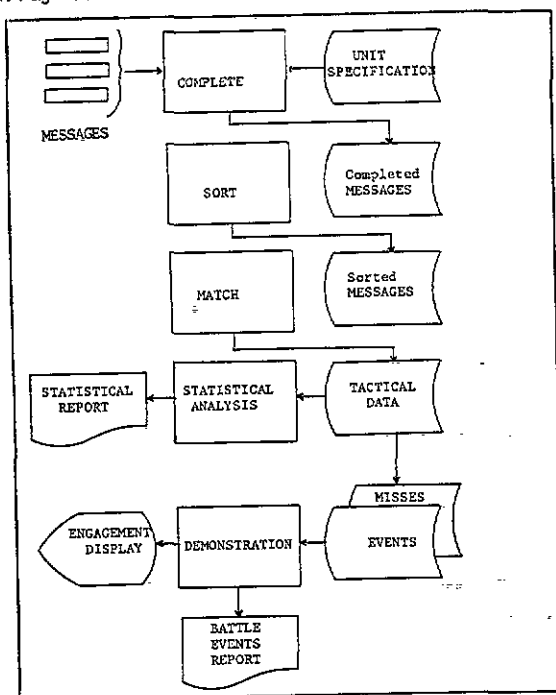 MESSAGES
COMPLETE
UNIT
SPECIFICATION
SORT
Completed
MESSAGES
MATCH
Sorted
MESSAGES
STATISTICAL
REPORT
STATISTICAL
ANALYSIS
TACTICAL
DATA
MISSES
ENGAGEMENT
DISPLAY
DEMONSTRATION
EVENTS
BATTLE
EVENTS
REPORT